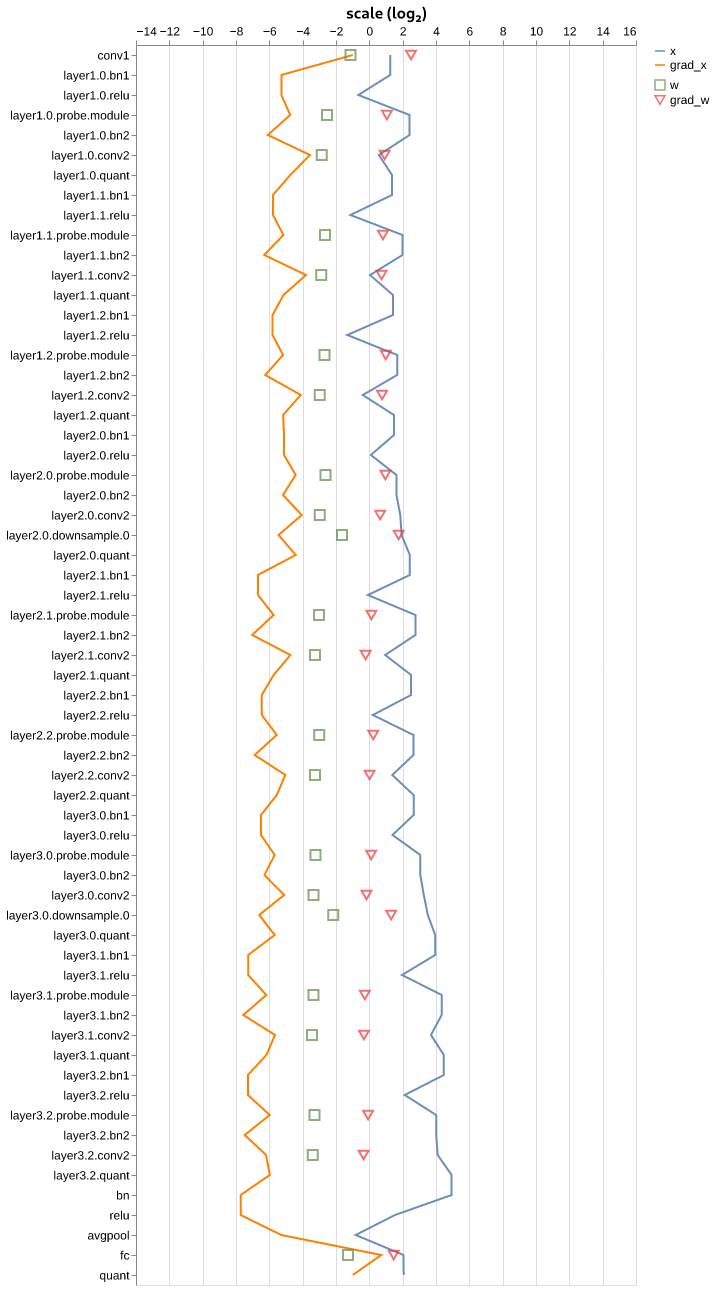 scale (log₂)
−14 −12 −10 −8 −6 −4 −2 0 2 4 6 8 10 12 14 16
x
grad_x
w
grad_w
conv1
layer1.0.bn1
layer1.0.relu
layer1.0.probe.module
layer1.0.bn2
layer1.0.conv2
layer1.0.quant
layer1.1.bn1
layer1.1.relu
layer1.1.probe.module
layer1.1.bn2
layer1.1.conv2
layer1.1.quant
layer1.2.bn1
layer1.2.relu
layer1.2.probe.module
layer1.2.bn2
layer1.2.conv2
layer1.2.quant
layer2.0.bn1
layer2.0.relu
layer2.0.probe.module
layer2.0.bn2
layer2.0.conv2
layer2.0.downsample.0
layer2.0.quant
layer2.1.bn1
layer2.1.relu
layer2.1.probe.module
layer2.1.bn2
layer2.1.conv2
layer2.1.quant
layer2.2.bn1
layer2.2.relu
layer2.2.probe.module
layer2.2.bn2
layer2.2.conv2
layer2.2.quant
layer3.0.bn1
layer3.0.relu
layer3.0.probe.module
layer3.0.bn2
layer3.0.conv2
layer3.0.downsample.0
layer3.0.quant
layer3.1.bn1
layer3.1.relu
layer3.1.probe.module
layer3.1.bn2
layer3.1.conv2
layer3.1.quant
layer3.2.bn1
layer3.2.relu
layer3.2.probe.module
layer3.2.bn2
layer3.2.conv2
layer3.2.quant
bn
relu
avgpool
fc
quant